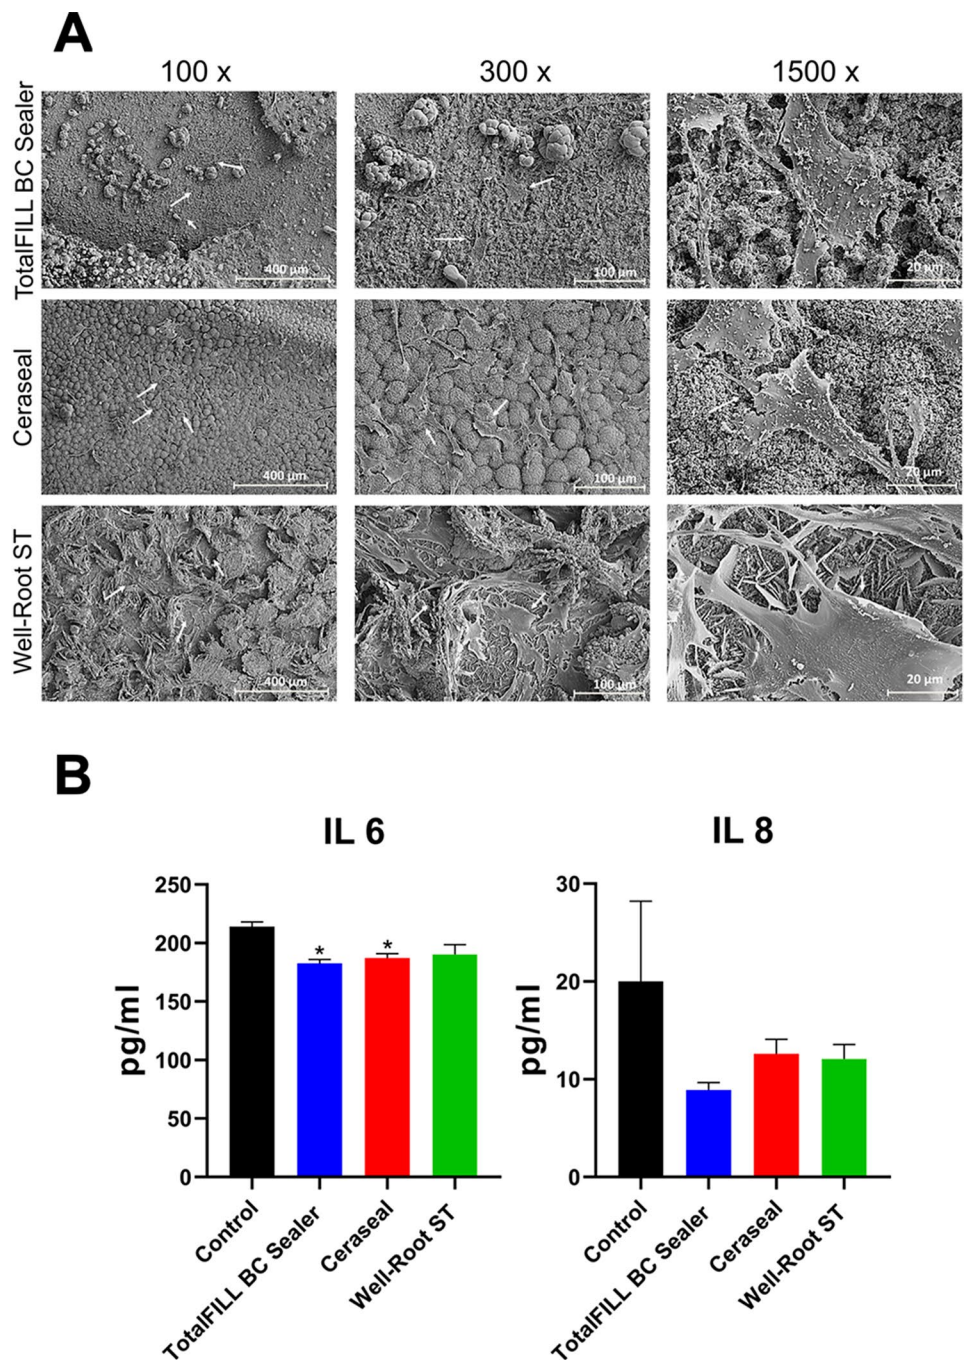 A
100 x
300 x
1500 x
TotalFILL BC Sealer
400 µm
100 µm
20 µm
Ceraseal
400 µm
100 µm
20 µm
Well-Root ST
400 µm
100 µm
20 µm
B
IL 6
250
200
150
100
50
0
pg/ml
*
*
Control
TotalFILL BC Sealer
Ceraseal
Well-Root ST
IL 8
30
20
10
0
pg/ml
Control
TotalFILL BC Sealer
Ceraseal
Well-Root ST